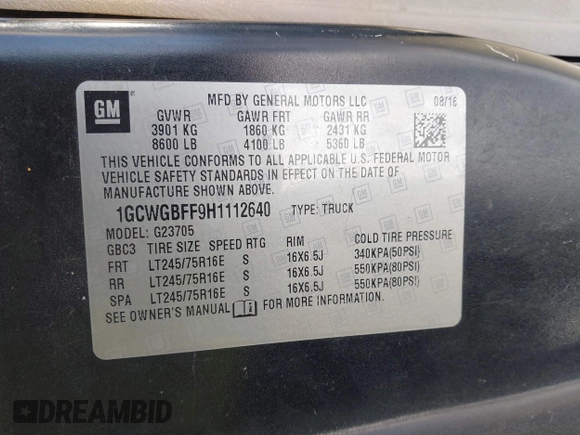 GM
MFD BY GENERAL MOTORS LLC 08/16
GVWR GAWR FRT GAWR RR
3901 KG 1860 KG 2431 KG
8600 LB 4100 LB 5360 LB
THIS VEHICLE CONFORMS TO ALL APPLICABLE U.S. FEDERAL MOTOR
VEHICLE SAFETY STANDARDS IN EFFECT ON THE DATE OF
MANUFACTURE SHOWN ABOVE.
1GCWGBFF9H1112640 TYPE: TRUCK
MODEL: G23705
GBC3 TIRE SIZE SPEED RTG RIM COLD TIRE PRESSURE
FRT LT245/75R16E S 16X6.5J 340KPA(50PSI)
RR LT245/75R16E S 16X6.5J 550KPA(80PSI)
SPA LT245/75R16E S 16X6.5J 550KPA(80PSI)
SEE OWNER'S MANUAL FOR MORE INFORMATION.
DREAMBID